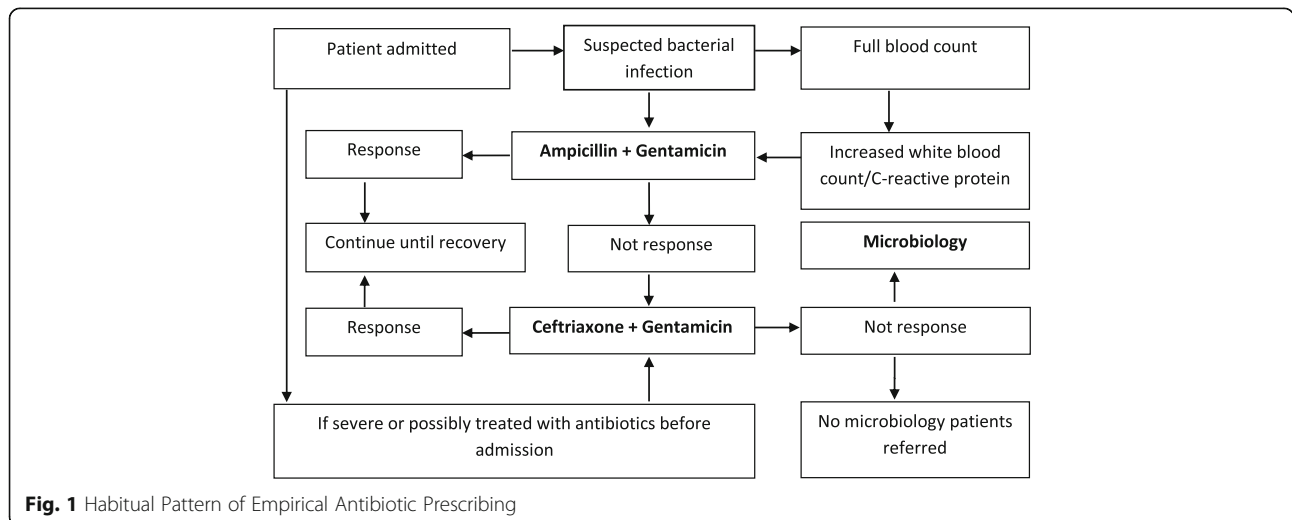 Patient admitted
Suspected bacterial
infection
Full blood count
Response
Ampicillin + Gentamicin
Increased white blood
count/C-reactive protein
Continue until recovery
Not response
Microbiology
Response
Ceftriaxone + Gentamicin
Not response
If severe or possibly treated with antibiotics before
admission
No microbiology patients
referred
Fig. 1 Habitual Pattern of Empirical Antibiotic Prescribing